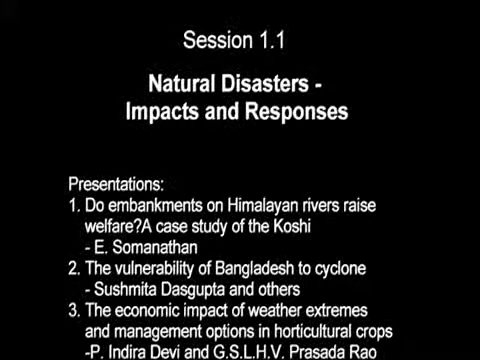 Session 1.1
Natural Disasters -
Impacts and Responses
Presentations:
1. Do embankments on Himalayan rivers raise
welfare?A case study of the Koshi
- E. Somanathan
2. The vulnerability of Bangladesh to cyclone
- Sushmita Dasgupta and others
3. The economic impact of weather extremes
and management options in horticultural crops
-P. Indira Devi and G.S.L.H.V. Prasada Rao